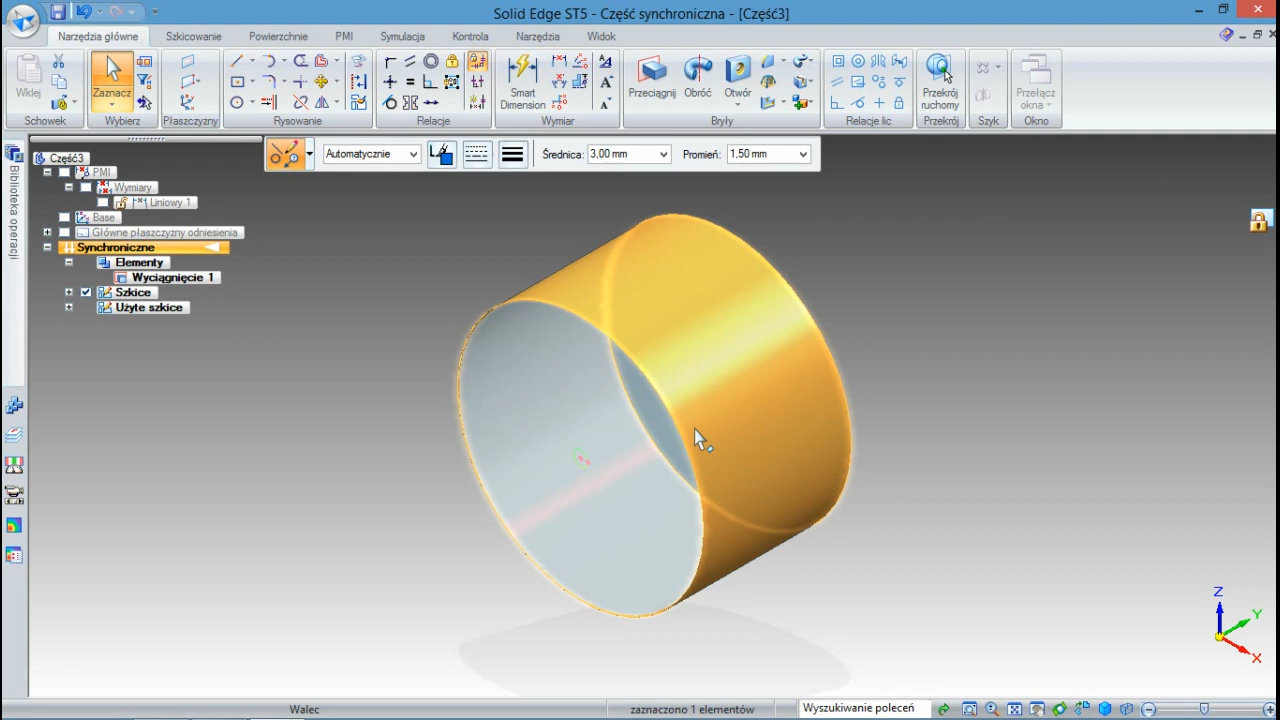 Solid Edge ST5 - Część synchroniczna - [Część3]
Narzędzia główne Szkicowanie Powierzchnie PMI Symulacja Kontrola Narzędzia Widok
Wklej Zaznacz Smart Dimension Przeciągnij Obróć Otwór Przekrój ruchomy Przełącz okna
Schowek Wybierz Płaszczyzny Rysowanie Relacje Wymiar Bryły Relacje lic Przekrój Szyk Okno
Automatycznie Średnica: 3,00 mm Promień: 1,50 mm
Biblioteka operacji
Część3
PMI
Wymiary
Liniowy 1
Base
Główne płaszczyzny odniesienia
Synchroniczne
Elementy
Wyciągnięcie 1
Szkice
Użyte szkice
Z
Y
X
Walec zaznaczono 1 elementów Wyszukiwanie poleceń